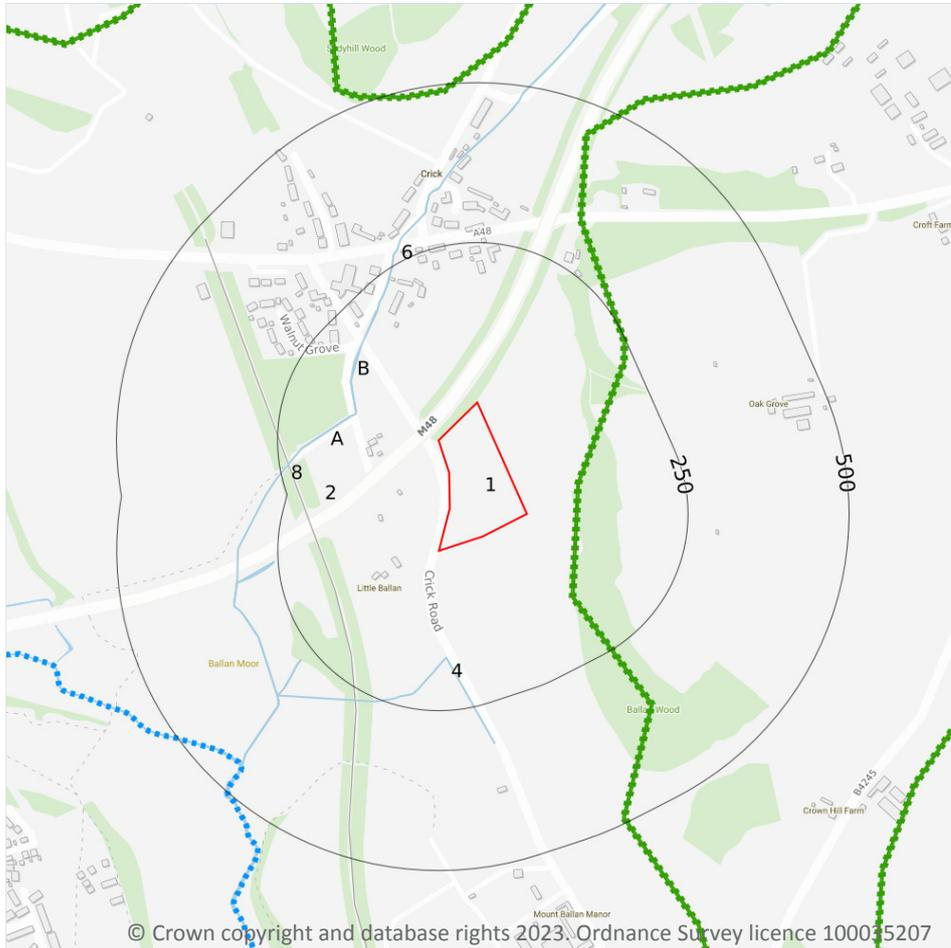 Sudyhill Wood
Crick
Croft Farm
A48
6
Walnut Grove
B
Oak Grove
M48
A
8
2
1
250
500
Little Ballan
Crick Road
Ballan Moor
4
Ballan Wood
B4245
Crown Hill Farm
Mount Ballan Manor
© Crown copyright and database rights 2023. Ordnance Survey licence 100035207